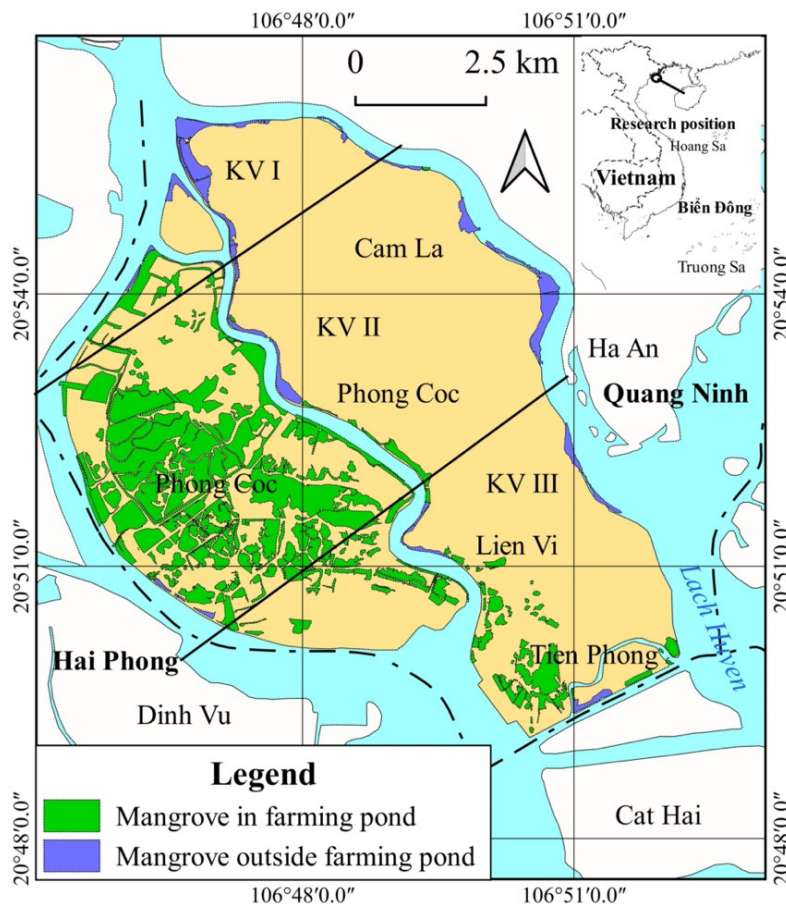 106°48'0.0" 106°51'0.0"
0 2.5 km
Research position
Hoang Sa
Vietnam
Biển Đông
Truong Sa
KV I
Cam La
20°54'0.0" 20°54'0.0"
KV II
Ha An
Phong Coc
Quang Ninh
Phong Coc
KV III
Lien Vi
20°51'0.0" 20°51'0.0"
Lach Huyen
Tien Phong
Hai Phong
Dinh Vu
Legend
Mangrove in farming pond
Mangrove outside farming pond
Cat Hai
20°48'0.0" 20°48'0.0"
106°48'0.0" 106°51'0.0"